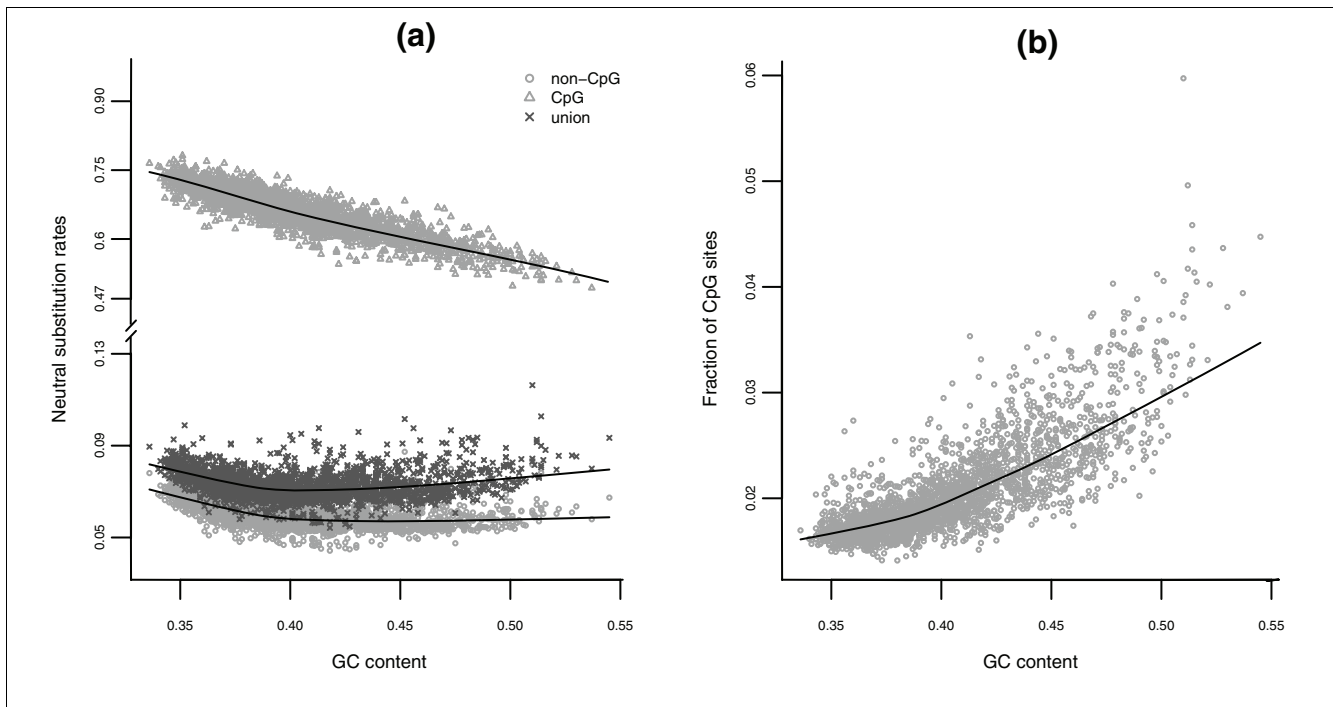 (a)
non−CpG
CpG
union
Neutral substitution rates
0.90
0.75
0.6
0.47
0.13
0.09
0.05
0.35 0.40 0.45 0.50 0.55
GC content
(b)
Fraction of CpG sites
0.06
0.05
0.04
0.03
0.02
0.35 0.40 0.45 0.50 0.55
GC content